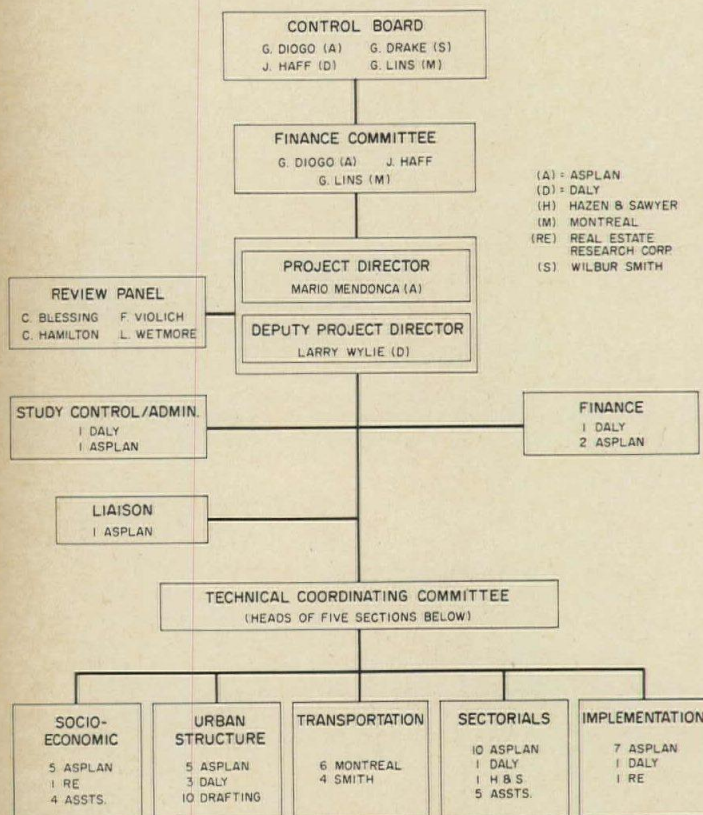 CONTROL BOARD
G. DIOGO (A) G. DRAKE (S)
J. HAFF (D) G. LINS (M)
FINANCE COMMITTEE
G. DIOGO (A) J. HAFF
G. LINS (M)
(A) = ASPLAN
(D) = DALY
(H) HAZEN & SAWYER
(M) MONTREAL
(RE) REAL ESTATE
RESEARCH CORP.
(S) WILBUR SMITH
PROJECT DIRECTOR
MARIO MENDONCA (A)
DEPUTY PROJECT DIRECTOR
LARRY WYLIE (D)
REVIEW PANEL
C. BLESSING F. VIOLICH
C. HAMILTON L. WETMORE
STUDY CONTROL/ADMIN.
1 DALY
1 ASPLAN
FINANCE
1 DALY
2 ASPLAN
LIAISON
1 ASPLAN
TECHNICAL COORDINATING COMMITTEE
(HEADS OF FIVE SECTIONS BELOW)
SOCIO-
ECONOMIC
5 ASPLAN
1 RE
4 ASSTS.
URBAN
STRUCTURE
5 ASPLAN
3 DALY
10 DRAFTING
TRANSPORTATION
6 MONTREAL
4 SMITH
SECTORIALS
10 ASPLAN
1 DALY
1 H & S
5 ASSTS.
IMPLEMENTATION
7 ASPLAN
1 DALY
1 RE